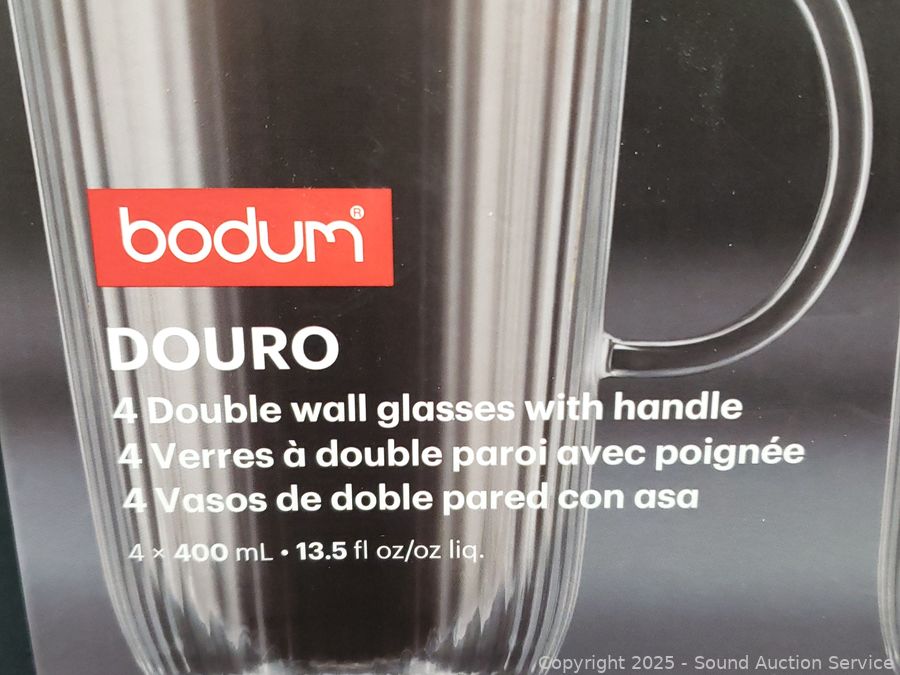 bodum®
DOURO
4 Double wall glasses with handle
4 Verres à double paroi avec poignée
4 Vasos de doble pared con asa
4 × 400 mL • 13.5 fl oz/oz liq.
Copyright 2025 - Sound Auction Service